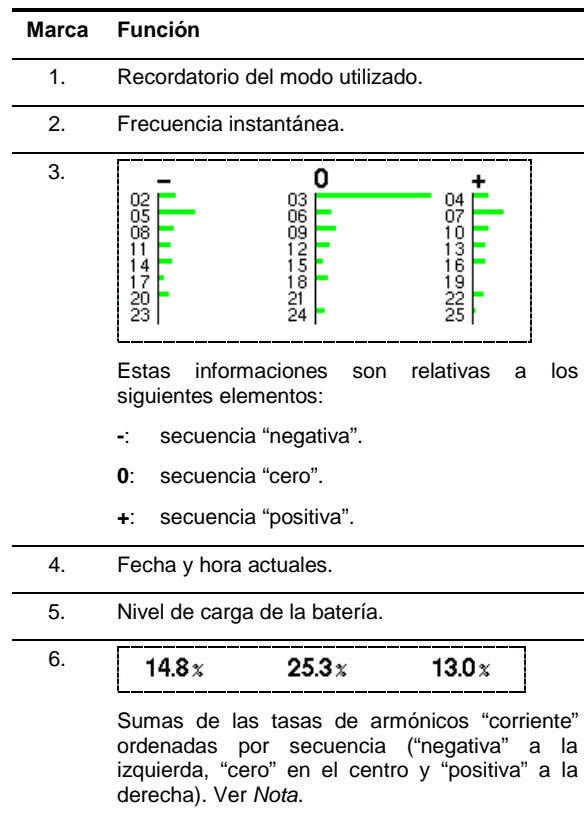 Marca Función
1. Recordatorio del modo utilizado.
2. Frecuencia instantánea.
3.
– 0 +
02 03 04
05 06 07
08 09 10
11 12 13
14 15 16
17 18 19
20 21 22
23 24 25
Estas informaciones son relativas a los
siguientes elementos:
-: secuencia “negativa”.
0: secuencia “cero”.
+: secuencia “positiva”.
4. Fecha y hora actuales.
5. Nivel de carga de la batería.
6.
14.8% 25.3% 13.0%
Sumas de las tasas de armónicos “corriente”
ordenadas por secuencia (“negativa” a la
izquierda, “cero” en el centro y “positiva” a la
derecha). Ver Nota.